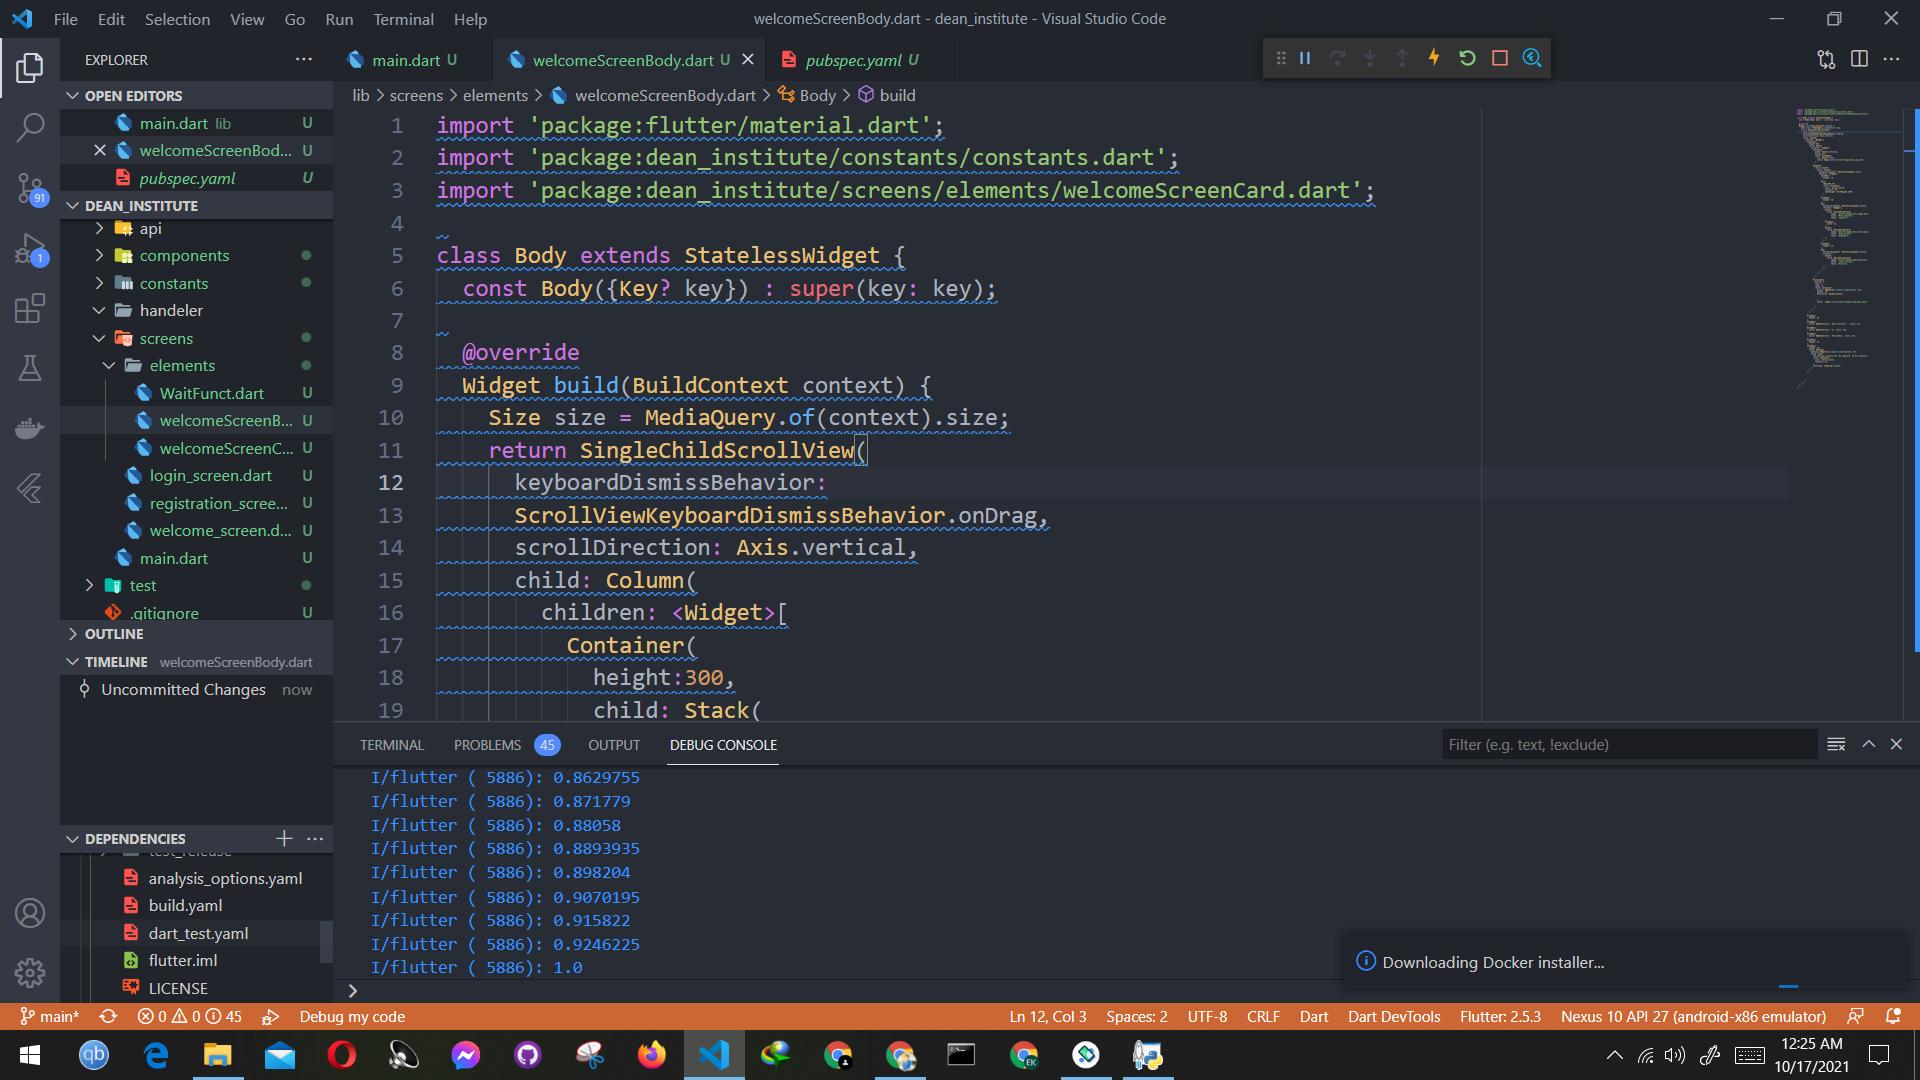 File Edit Selection View Go Run Terminal Help
welcomeScreenBody.dart - dean_institute - Visual Studio Code
EXPLORER
main.dart U
welcomeScreenBody.dart U
pubspec.yaml U
OPEN EDITORS
main.dart lib U
welcomeScreenBod... U
pubspec.yaml U
DEAN_INSTITUTE
api
components
constants
handeler
screens
elements
WaitFunct.dart U
welcomeScreenB... U
welcomeScreenC... U
login_screen.dart U
registration_scree... U
welcome_screen.d... U
main.dart U
test
.gitignore U
OUTLINE
TIMELINE welcomeScreenBody.dart
Uncommitted Changes now
DEPENDENCIES
test_release
analysis_options.yaml
build.yaml
dart_test.yaml
flutter.iml
LICENSE
91
1
lib > screens > elements > welcomeScreenBody.dart > Body > build
1 import 'package:flutter/material.dart';
2 import 'package:dean_institute/constants/constants.dart';
3 import 'package:dean_institute/screens/elements/welcomeScreenCard.dart';
4
5 class Body extends StatelessWidget {
6 const Body({Key? key}) : super(key: key);
7
8 @override
9 Widget build(BuildContext context) {
10 Size size = MediaQuery.of(context).size;
11 return SingleChildScrollView(
12 keyboardDismissBehavior:
13 ScrollViewKeyboardDismissBehavior.onDrag,
14 scrollDirection: Axis.vertical,
15 child: Column(
16 children: <Widget>[
17 Container(
18 height:300,
19 child: Stack(
TERMINAL PROBLEMS 45 OUTPUT DEBUG CONSOLE
Filter (e.g. text, !exclude)
I/flutter ( 5886): 0.8629755
I/flutter ( 5886): 0.871779
I/flutter ( 5886): 0.88058
I/flutter ( 5886): 0.8893935
I/flutter ( 5886): 0.898204
I/flutter ( 5886): 0.9070195
I/flutter ( 5886): 0.915822
I/flutter ( 5886): 0.9246225
I/flutter ( 5886): 1.0
Downloading Docker installer...
main* 0 0 45 Debug my code
Ln 12, Col 3 Spaces: 2 UTF-8 CRLF Dart Dart DevTools Flutter: 2.5.3 Nexus 10 API 27 (android-x86 emulator)
qb
EK
12:25 AM
10/17/2021